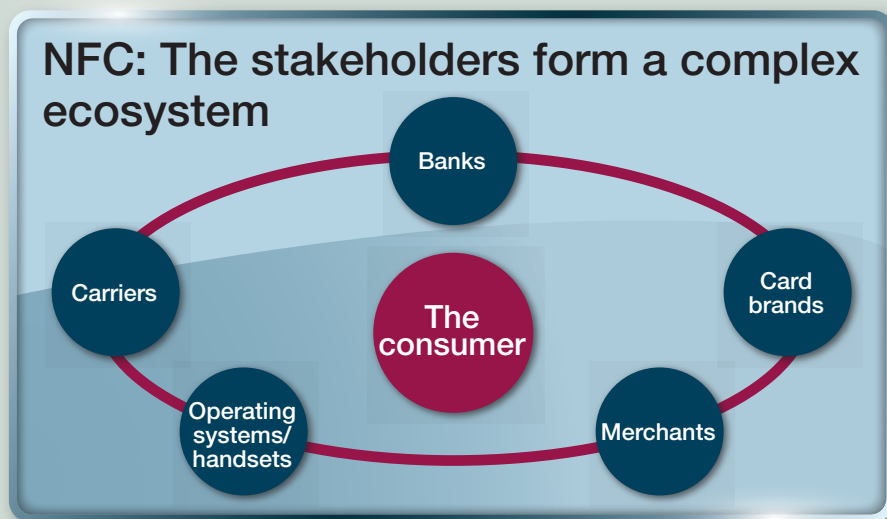 NFC: The stakeholders form a complex
ecosystem
Banks
Carriers
Card
brands
The
consumer
Operating
systems/
handsets
Merchants